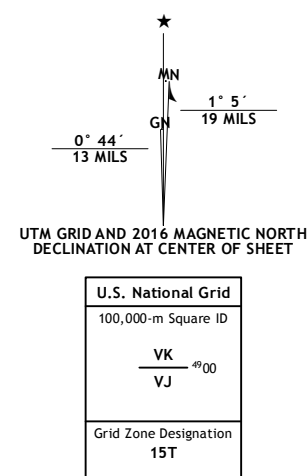 ★
MN
1° 5´
19 MILS
GN
0° 44´
13 MILS
UTM GRID AND 2016 MAGNETIC NORTH
DECLINATION AT CENTER OF SHEET
U.S. National Grid
100,000-m Square ID
VK
4900
VJ
Grid Zone Designation
15T